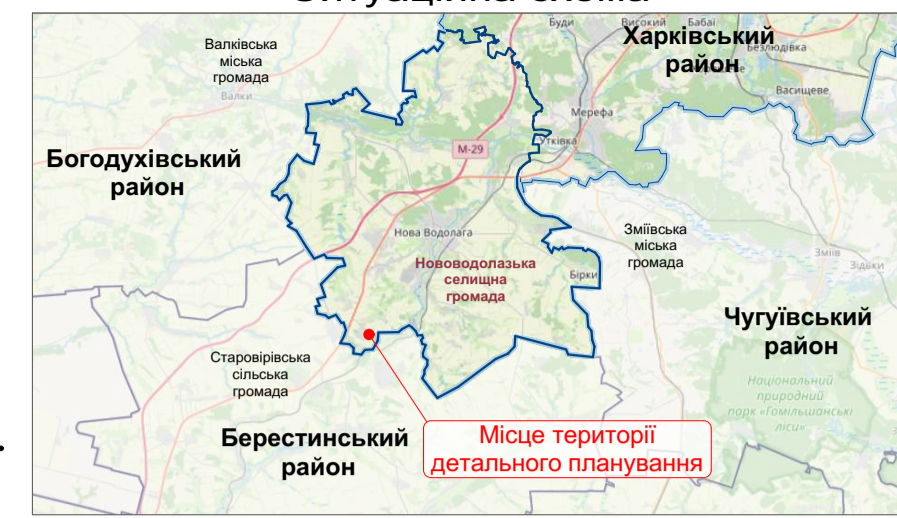 Ситуаційна схема
Буди
Високий
Бабаї
Харківський
район
Безлюдівка
Васищеве
Валківська
міська
громада
Валки
Мерефа
Утківка
М-29
Богодухівський
район
Нова Водолага
Нововодолазька
селищна
громада
Бірки
Зміївська
міська
громада
Зміїв
Зідьки
Чугуївський
район
Старовірівська
сільська
громада
Національний
природний
парк «Гомільшанські
ліси»
Берестинський
район
Місце території
детального планування